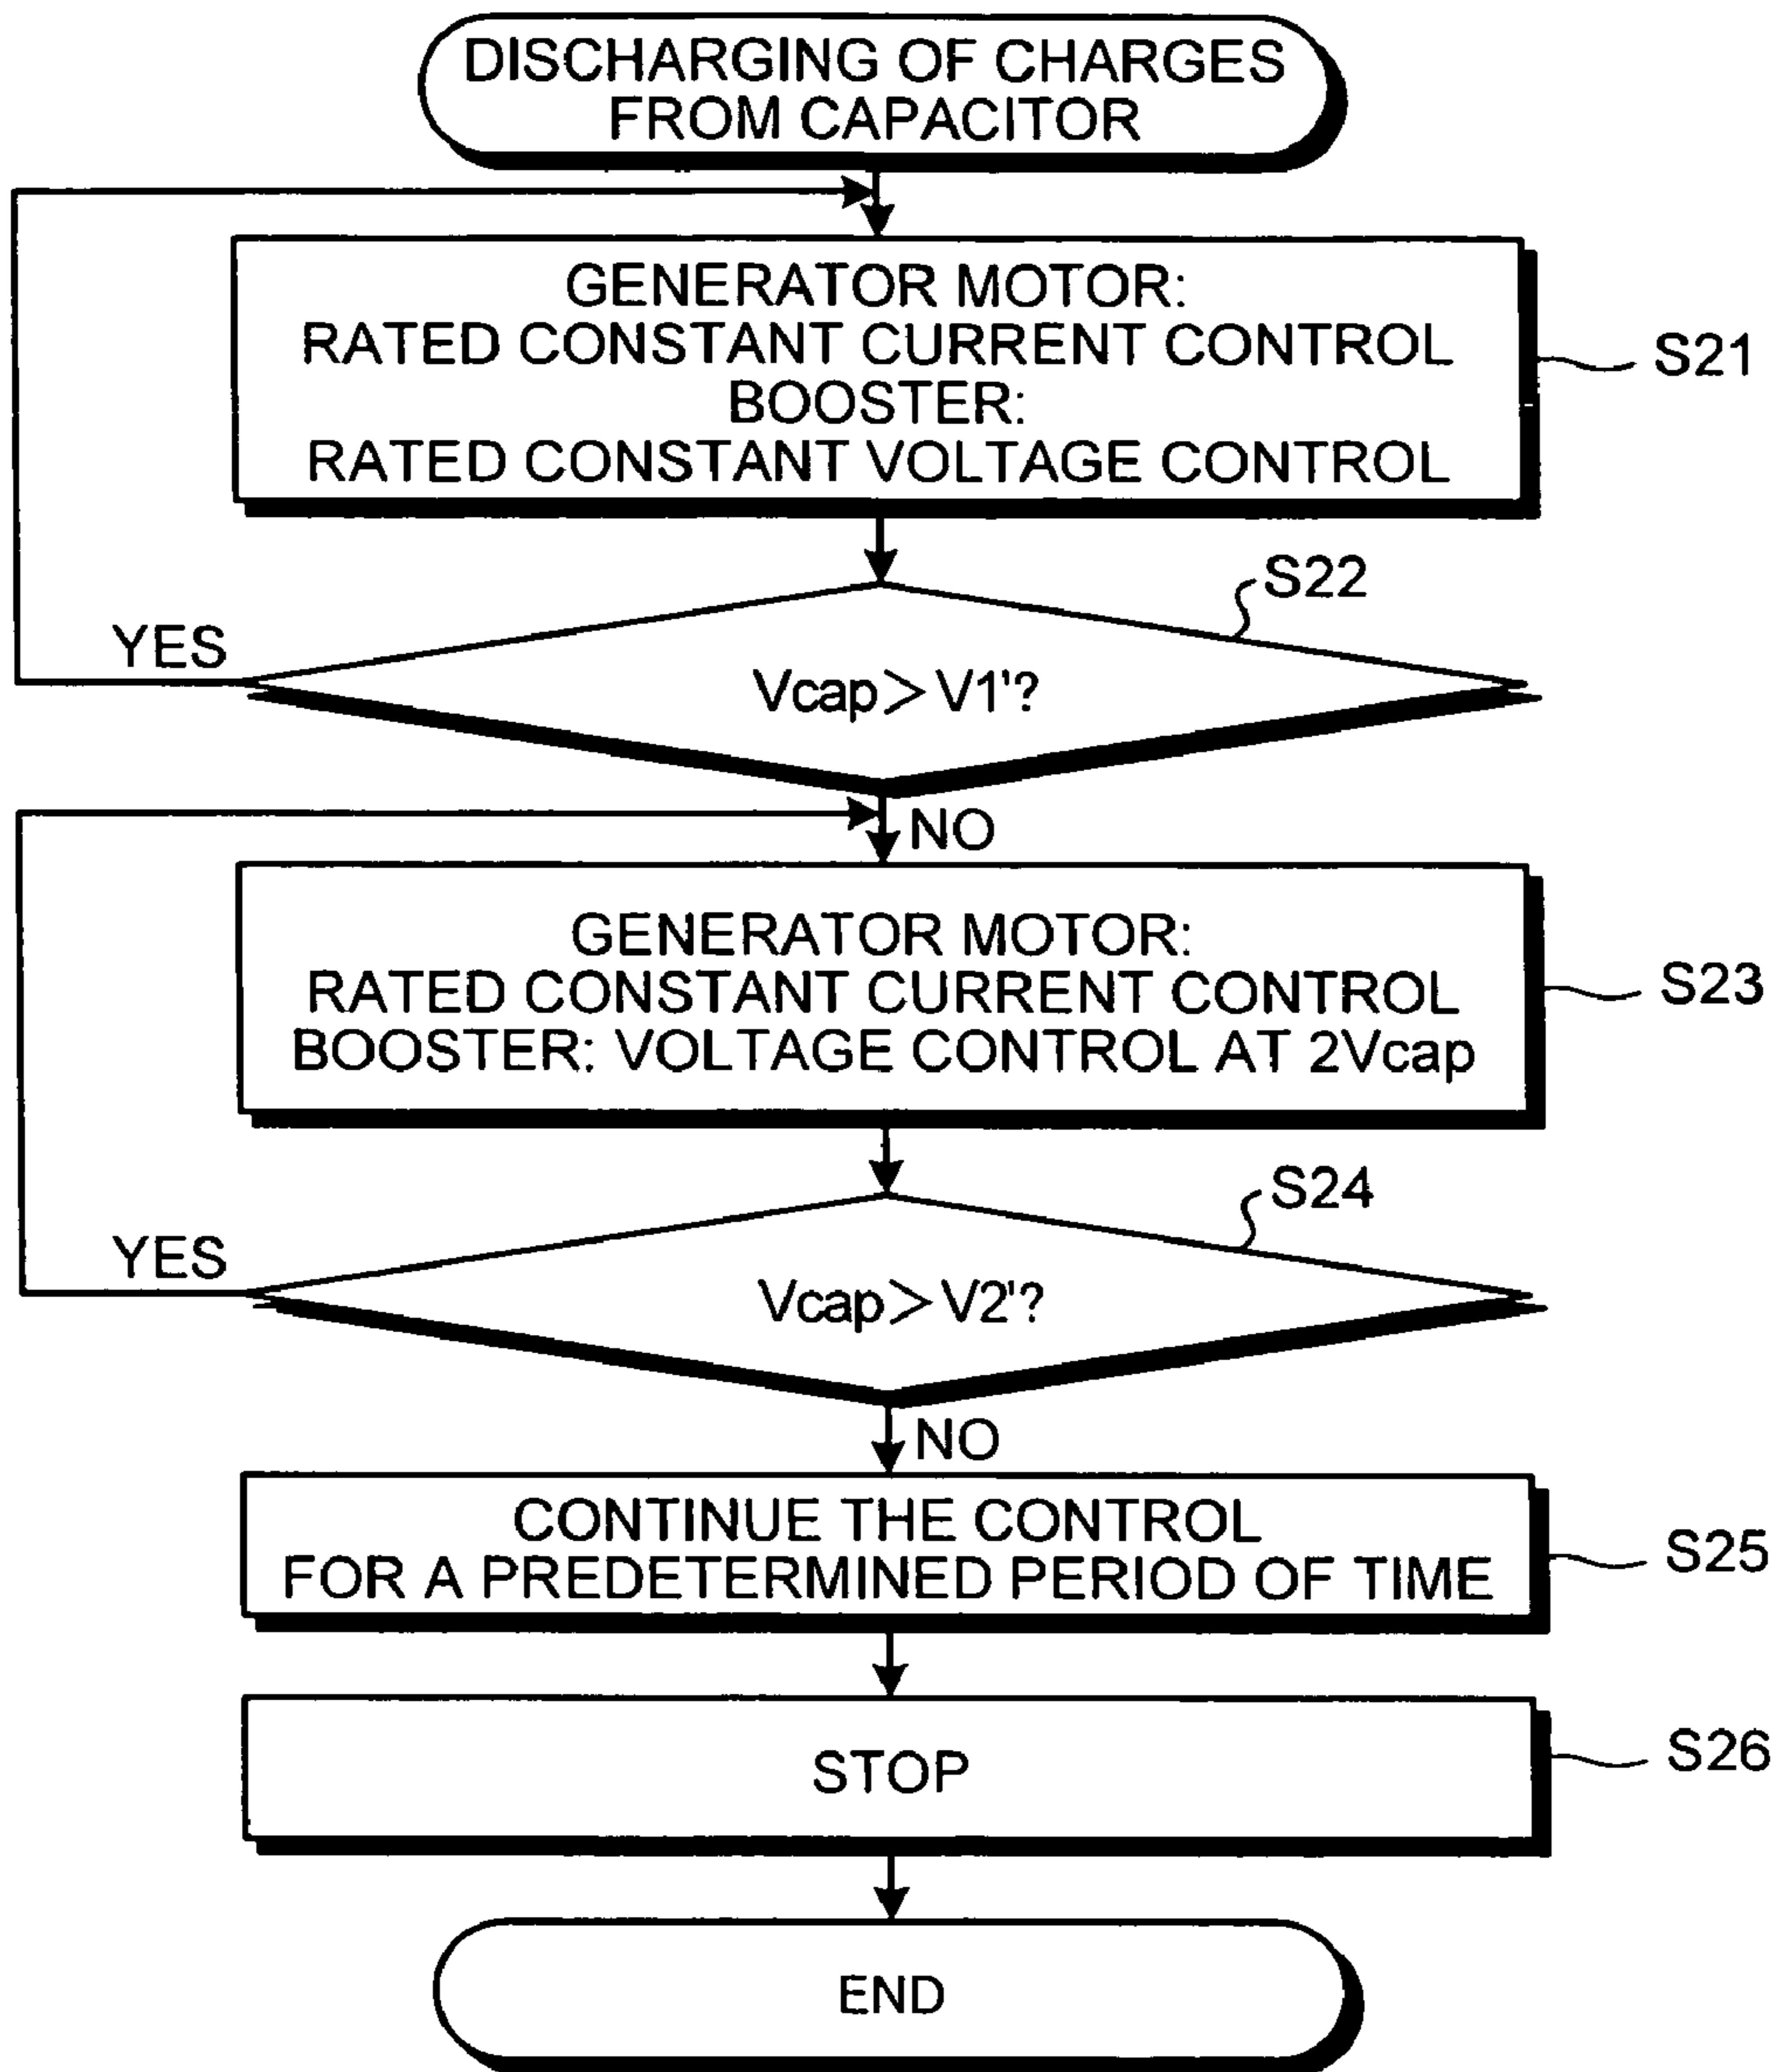 DISCHARGING OF CHARGES
FROM CAPACITOR
GENERATOR MOTOR:
RATED CONSTANT CURRENT CONTROL
BOOSTER:
RATED CONSTANT VOLTAGE CONTROL
S21
S22
YES
Vcap>V1'?
NO
GENERATOR MOTOR:
RATED CONSTANT CURRENT CONTROL
BOOSTER: VOLTAGE CONTROL AT 2Vcap
S23
S24
YES
Vcap>V2'?
NO
CONTINUE THE CONTROL
FOR A PREDETERMINED PERIOD OF TIME
S25
STOP
S26
END